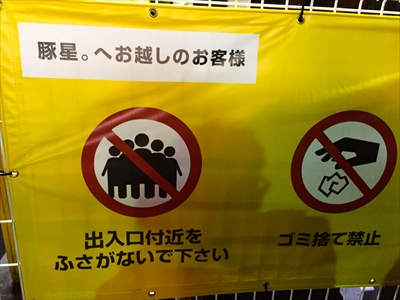 豚星。へお越しのお客様
出入口付近を
ふさがないで下さい
ゴミ捨て禁止